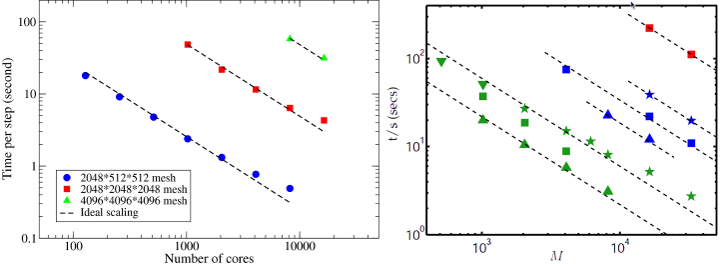 Time per step (second)
100
10
1
0.1
2048*512*512 mesh
2048*2048*2048 mesh
4096*4096*4096 mesh
Ideal scaling
100
1000
10000
Number of cores
t/s (secs)
10²
10¹
10⁰
10³
10⁴
M